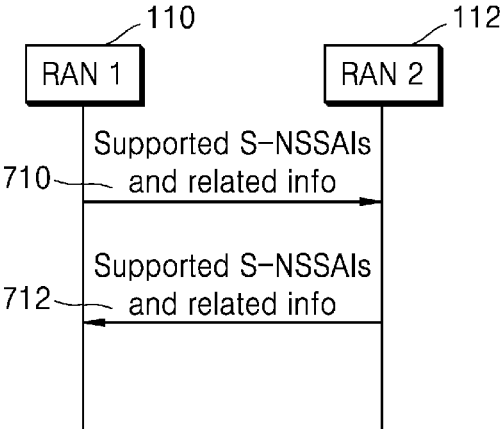 110
112
RAN 1
RAN 2
Supported S-NSSAIs
710
and related info
Supported S-NSSAIs
712
and related info